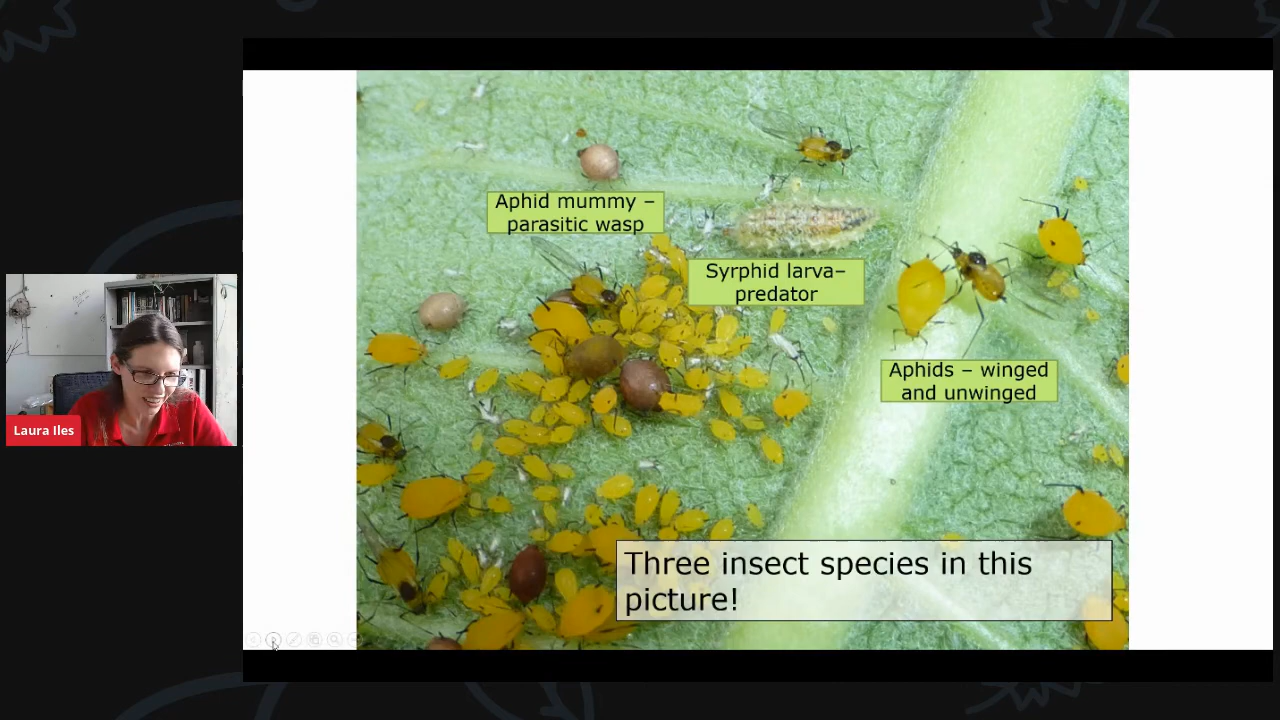 Aphid mummy –
parasitic wasp
Syrphid larva–
predator
Aphids – winged
and unwinged
Laura Iles
Three insect species in this
picture!